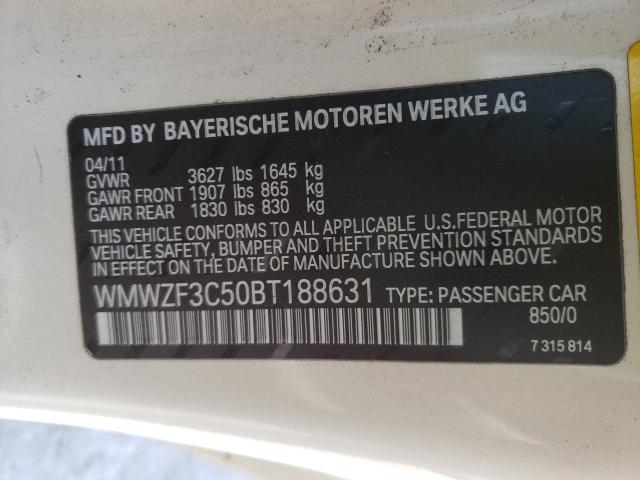 MFD BY BAYERISCHE MOTOREN WERKE AG
04/11
GVWR 3627 lbs 1645 kg
GAWR FRONT 1907 lbs 865 kg
GAWR REAR 1830 lbs 830 kg
THIS VEHICLE CONFORMS TO ALL APPLICABLE U.S.FEDERAL MOTOR
VEHICLE SAFETY, BUMPER AND THEFT PREVENTION STANDARDS
IN EFFECT ON THE DATE OF MANUFACTURE SHOWN ABOVE.
WMWZF3C50BT188631 TYPE: PASSENGER CAR
850/0
7 315 814